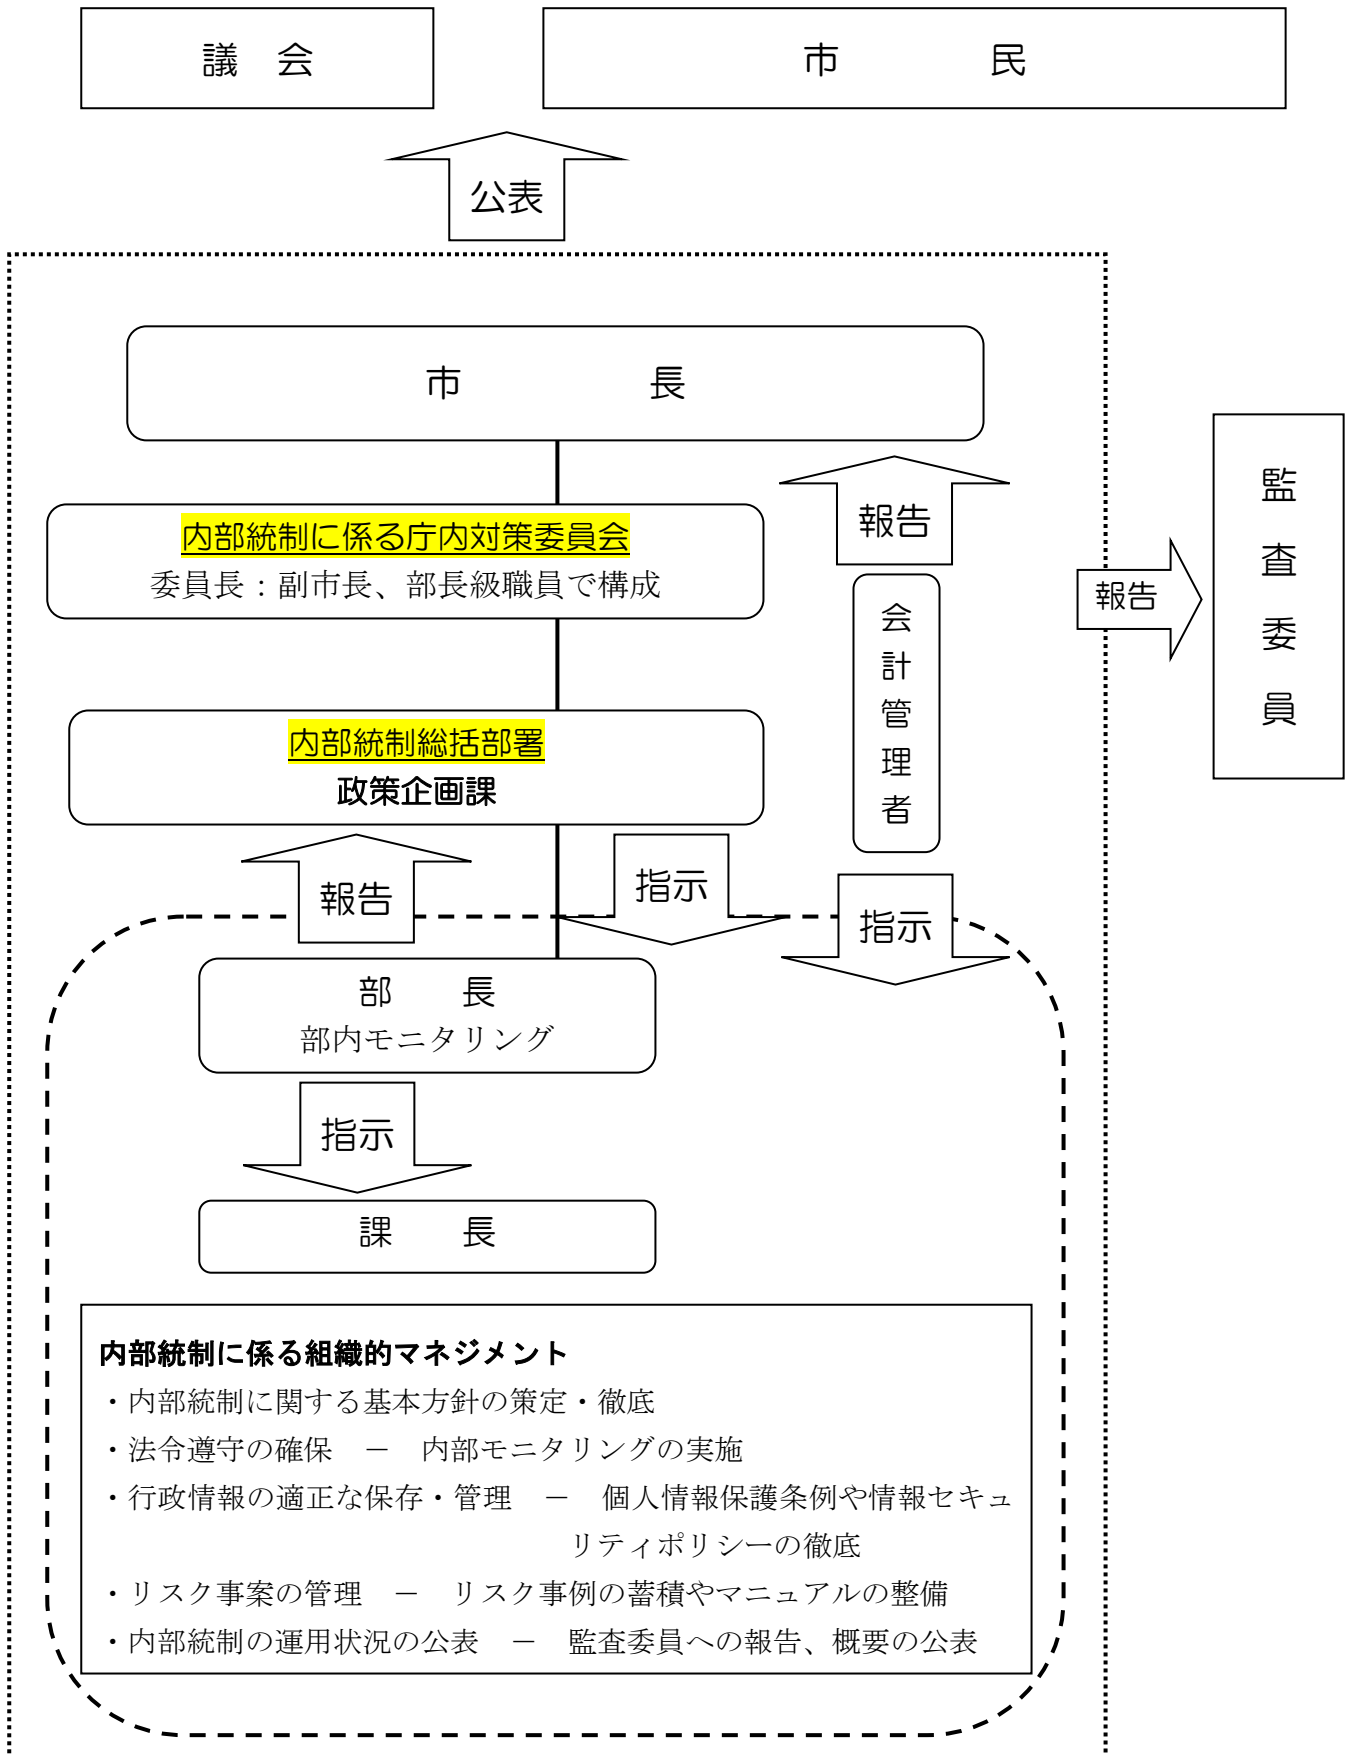 議　会
市　　　　民
公表
市　　　　　長
内部統制に係る庁内対策委員会
委員長：副市長、部長級職員で構成
報告
会計管理者
報告
監査委員
内部統制総括部署
政策企画課
報告
指示
指示
部　　長
部内モニタリング
指示
課　　長
内部統制に係る組織的マネジメント
・内部統制に関する基本方針の策定・徹底
・法令遵守の確保　－　内部モニタリングの実施
・行政情報の適正な保存・管理　－　個人情報保護条例や情報セキュ
リティポリシーの徹底
・リスク事案の管理　－　リスク事例の蓄積やマニュアルの整備
・内部統制の運用状況の公表　－　監査委員への報告、概要の公表